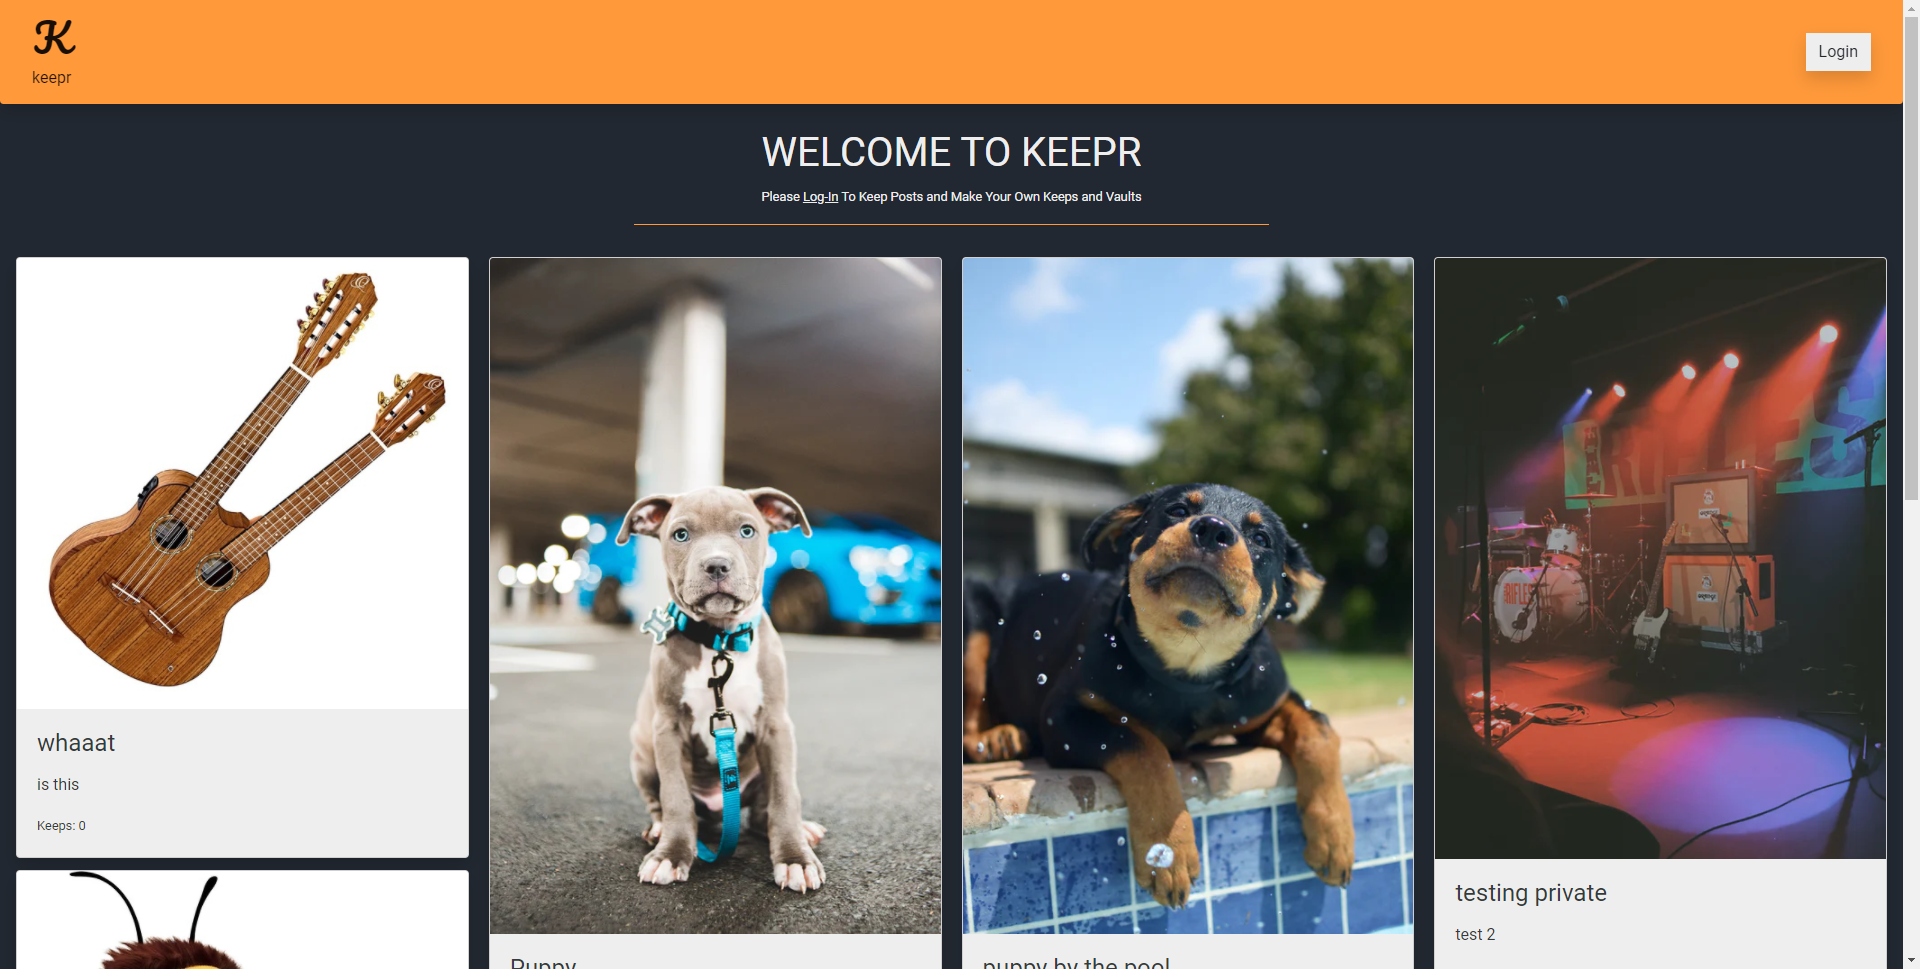 K
keepr
Login
WELCOME TO KEEPR
Please Log-In To Keep Posts and Make Your Own Keeps and Vaults
RIFLES
whaaat
is this
Keeps: 0
Puppy
puppy by the pool
testing private
test 2